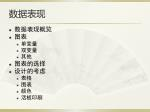 数据表现
数据表现概览
图表
单变量
双变量
其他
图表的选择
设计的考虑
表格
图表
颜色
活板印刷